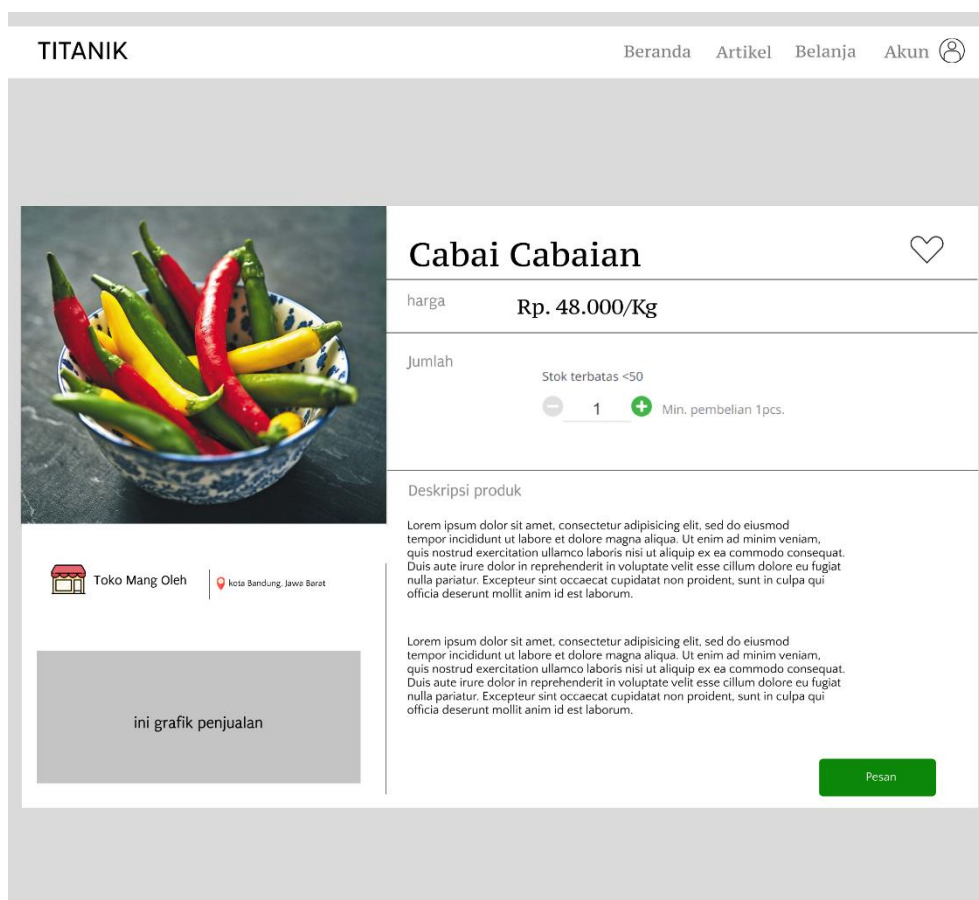 TITANIK
Beranda Artikel Belanja Akun
Cabai Cabaian
harga Rp. 48.000/Kg
Jumlah
Stok terbatas <50
1 Min. pembelian 1pcs.
Deskripsi produk
Lorem ipsum dolor sit amet, consectetur adipisicing elit, sed do eiusmod
tempor incididunt ut labore et dolore magna aliqua. Ut enim ad minim veniam,
quis nostrud exercitation ullamco laboris nisi ut aliquip ex ea commodo consequat.
Duis aute irure dolor in reprehenderit in voluptate velit esse cillum dolore eu fugiat
nulla pariatur. Excepteur sint occaecat cupidatat non proident, sunt in culpa qui
officia deserunt mollit anim id est laborum.
Lorem ipsum dolor sit amet, consectetur adipisicing elit, sed do eiusmod
tempor incididunt ut labore et dolore magna aliqua. Ut enim ad minim veniam,
quis nostrud exercitation ullamco laboris nisi ut aliquip ex ea commodo consequat.
Duis aute irure dolor in reprehenderit in voluptate velit esse cillum dolore eu fugiat
nulla pariatur. Excepteur sint occaecat cupidatat non proident, sunt in culpa qui
officia deserunt mollit anim id est laborum.
Toko Mang Oleh
kota Bandung, Jawa Barat
ini grafik penjualan
Pesan